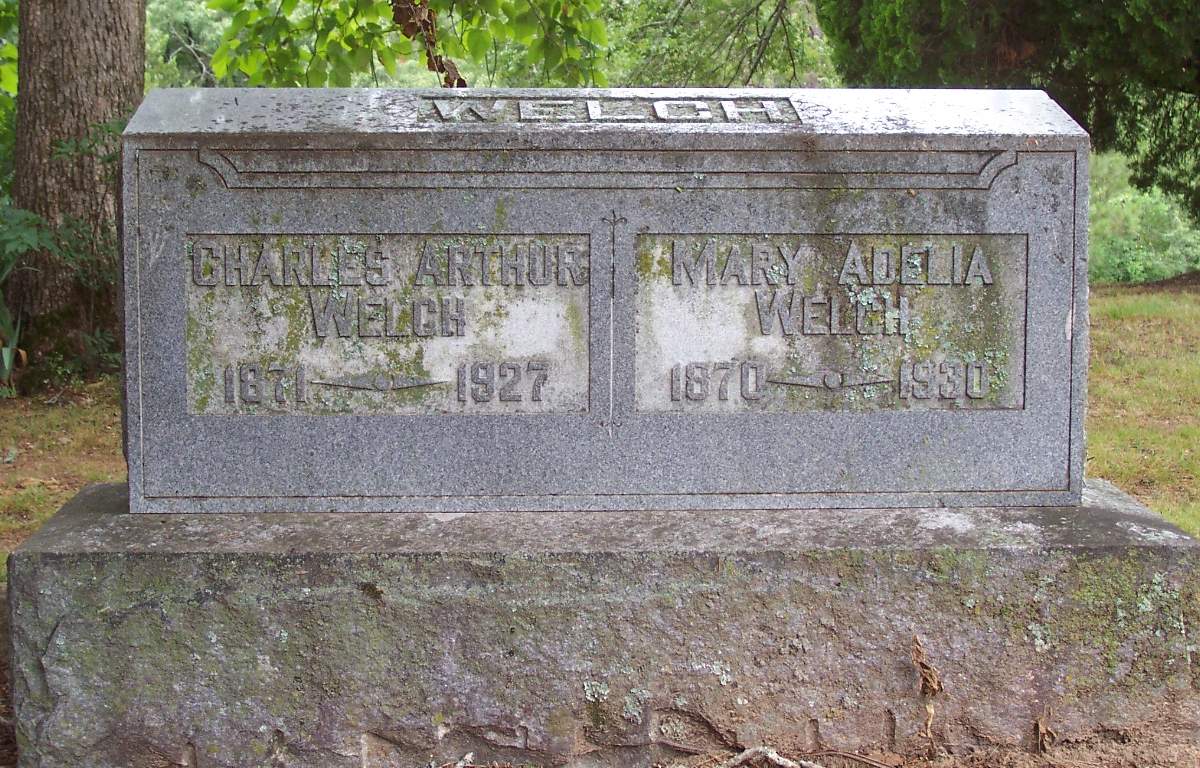 WELCH
CHARLES ARTHUR
WELCH
1871 1927
MARY ADELIA
WELCH
1870 1930